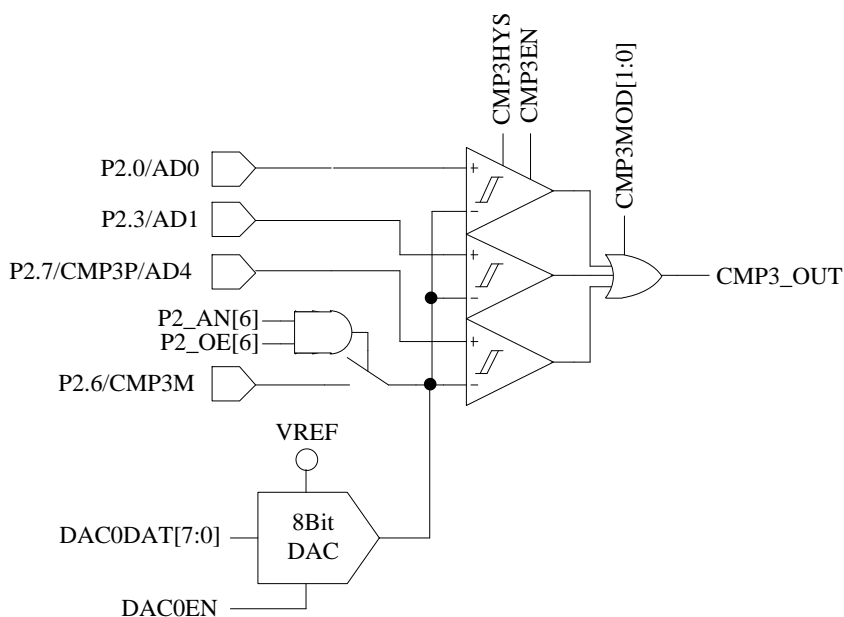 CMP3HYS
CMP3EN
CMP3MOD[1:0]
P2.0/AD0
+
-
P2.3/AD1
+
-
P2.7/CMP3P/AD4
CMP3_OUT
P2_AN[6]
P2_OE[6]
+
-
P2.6/CMP3M
VREF
DAC0DAT[7:0]
8Bit
DAC
DAC0EN